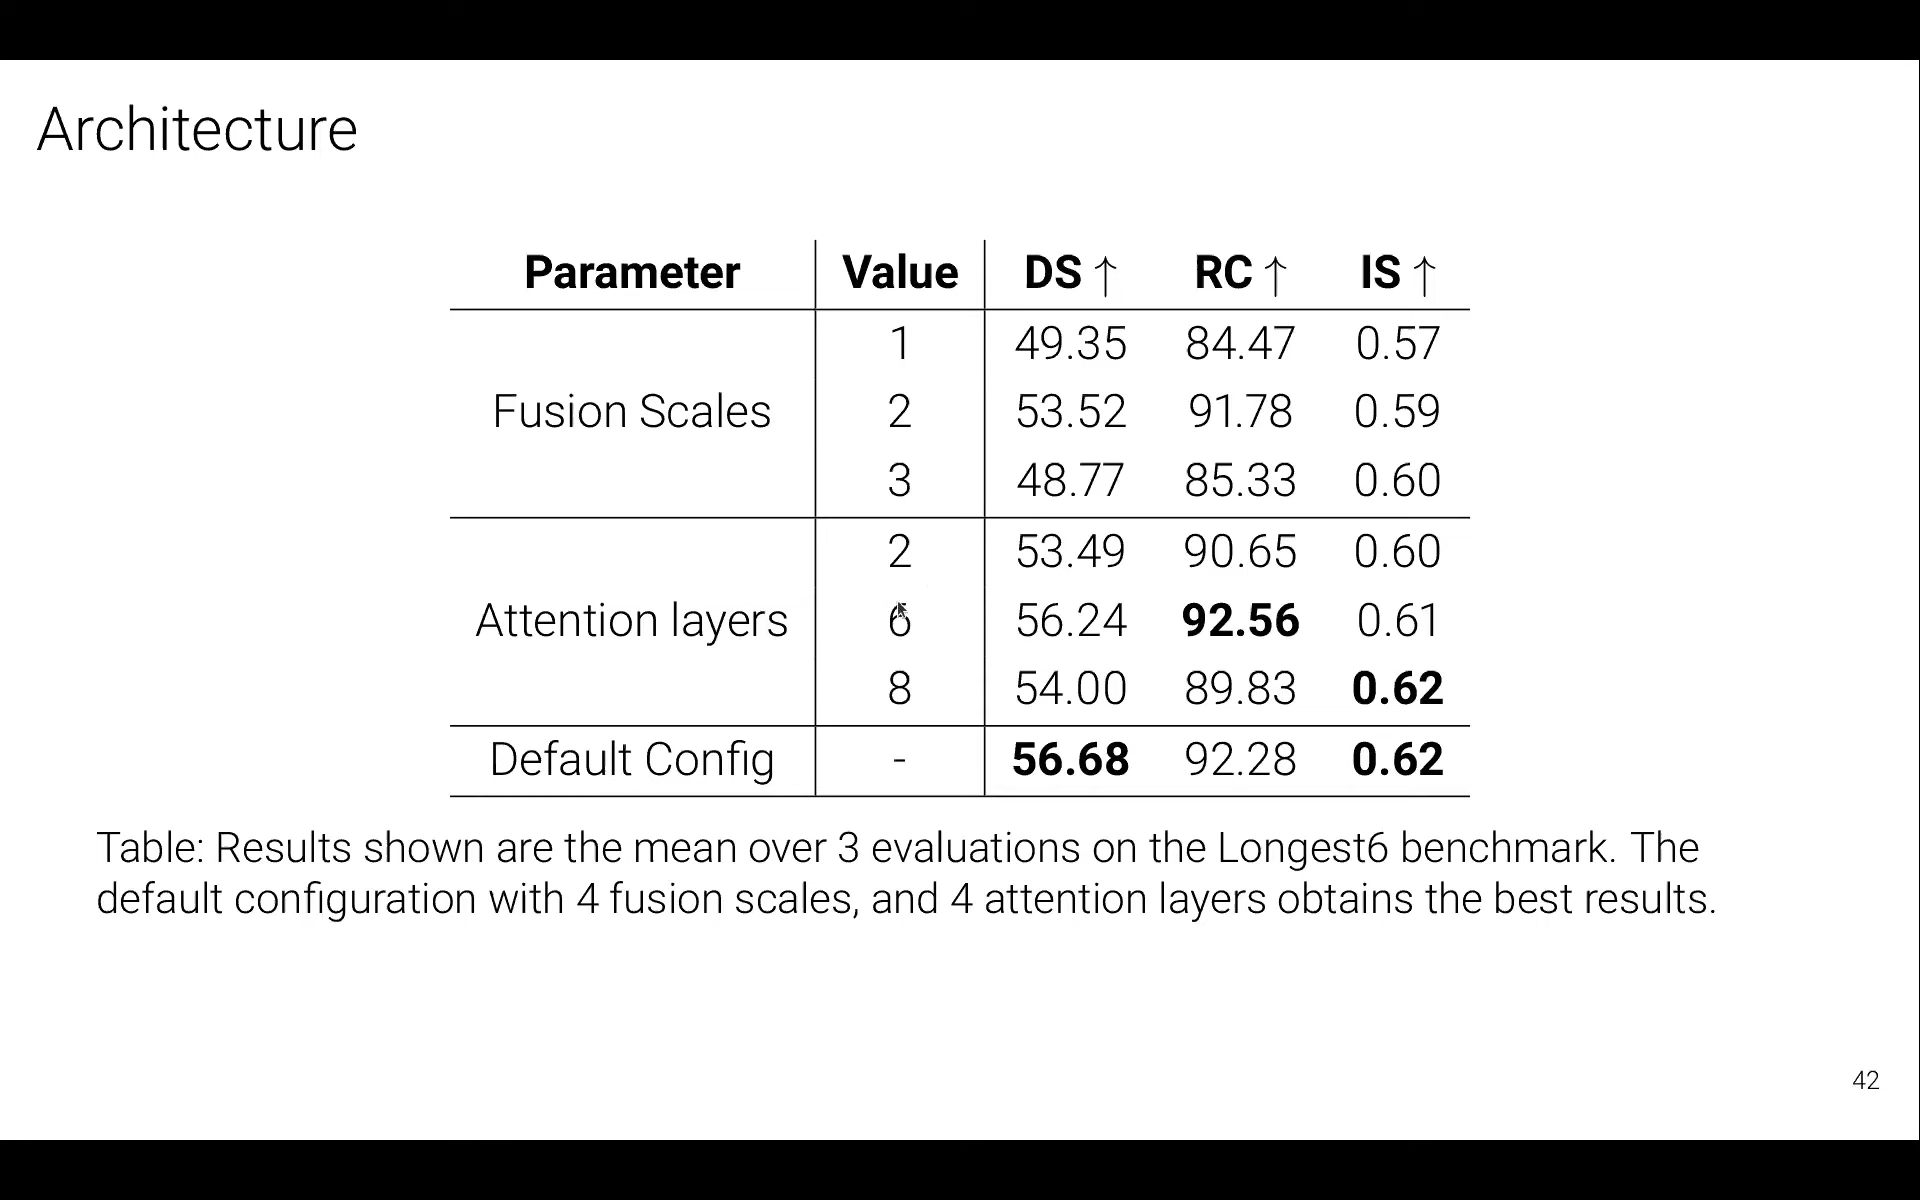 Architecture
Parameter Value DS ↑ RC ↑ IS ↑
1 49.35 84.47 0.57
Fusion Scales 2 53.52 91.78 0.59
3 48.77 85.33 0.60
2 53.49 90.65 0.60
Attention layers 6 56.24 92.56 0.61
8 54.00 89.83 0.62
Default Config - 56.68 92.28 0.62
Table: Results shown are the mean over 3 evaluations on the Longest6 benchmark. The
default configuration with 4 fusion scales, and 4 attention layers obtains the best results.
42